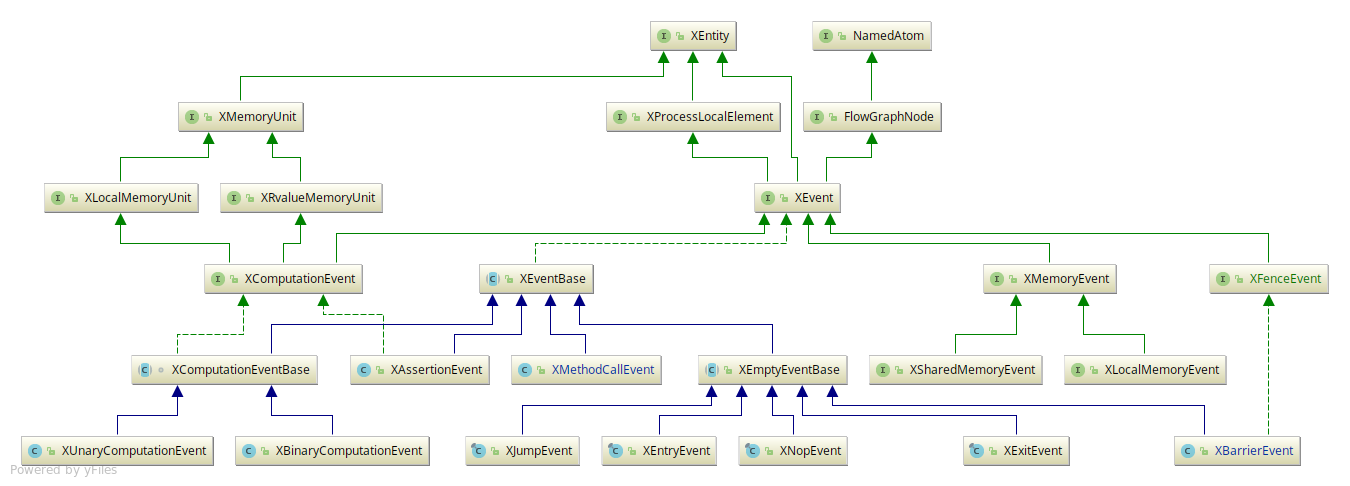 XEntity
NamedAtom
XMemoryUnit
XProcessLocalElement
FlowGraphNode
XLocalMemoryUnit
XRvalueMemoryUnit
XEvent
XComputationEvent
XEventBase
XMemoryEvent
XFenceEvent
XComputationEventBase
XAssertionEvent
XMethodCallEvent
XEmptyEventBase
XSharedMemoryEvent
XLocalMemoryEvent
XUnaryComputationEvent
XBinaryComputationEvent
XJumpEvent
XEntryEvent
XNopEvent
XExitEvent
XBarrierEvent
Powered by yFiles